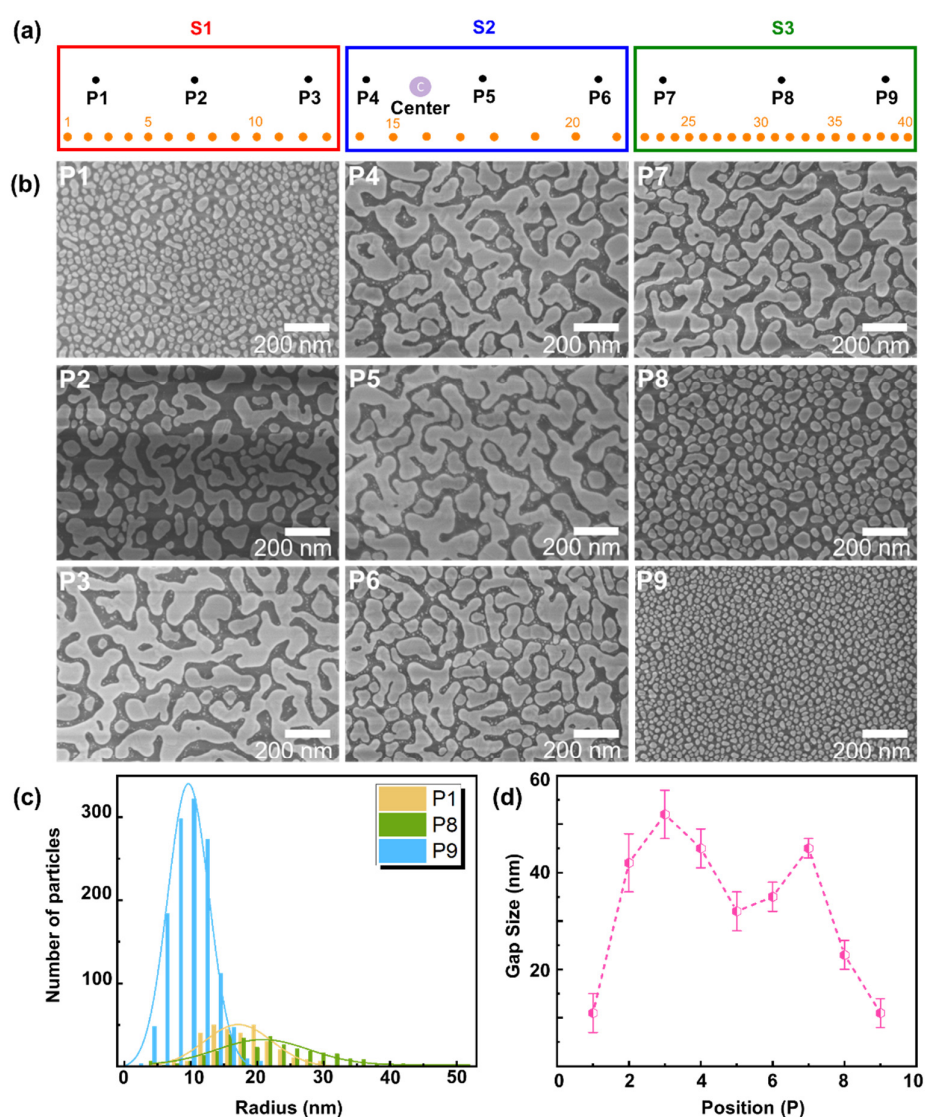 (a)
S1 S2 S3
P1 P2 P3 P4 C Center P5 P6 P7 P8 P9
1 5 10 15 20 25 30 35 40
(b)
P1 200 nm P4 200 nm P7 200 nm
P2 200 nm P5 200 nm P8 200 nm
P3 200 nm P6 200 nm P9 200 nm
(c)
Number of particles
300
200
100
P1
P8
P9
0 10 20 30 40 50
Radius (nm)
(d)
Gap Size (nm)
60
40
20
0 2 4 6 8 10
Position (P)